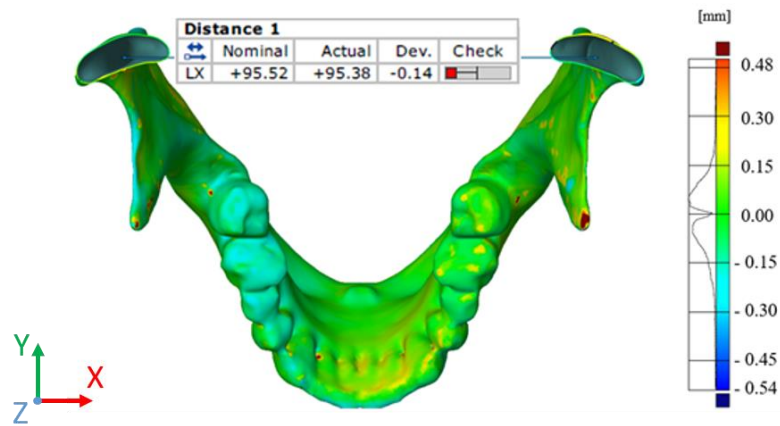 [mm]
Distance 1
Nominal Actual Dev. Check
LX +95.52 +95.38 -0.14
0.48
0.30
0.15
0.00
- 0.15
- 0.30
- 0.45
- 0.54
Y
X
Z